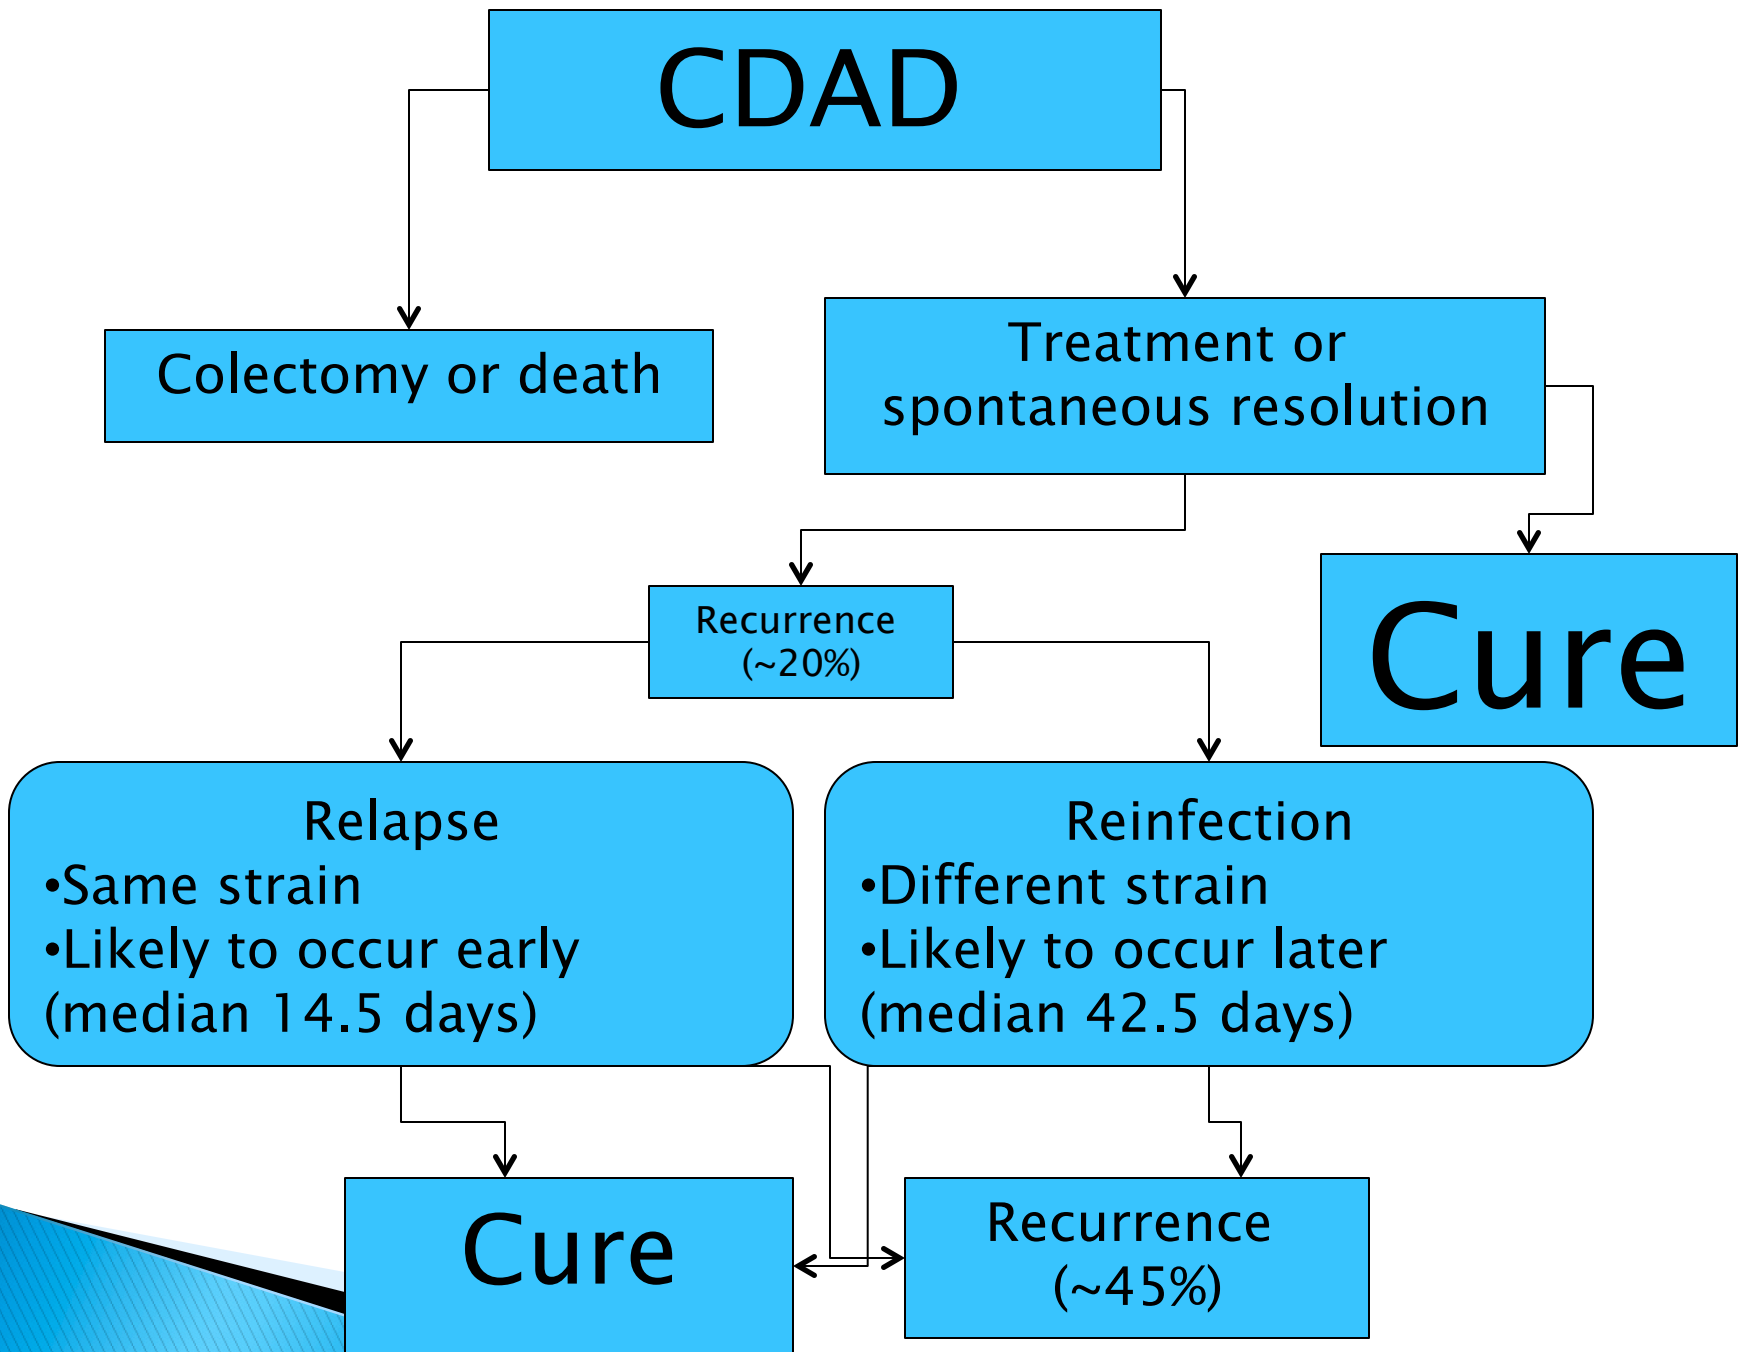 CDAD
Colectomy or death
Treatment or
spontaneous resolution
Recurrence
(~20%)
Cure
Relapse
•Same strain
•Likely to occur early
(median 14.5 days)
Reinfection
•Different strain
•Likely to occur later
(median 42.5 days)
Cure
Recurrence
(~45%)